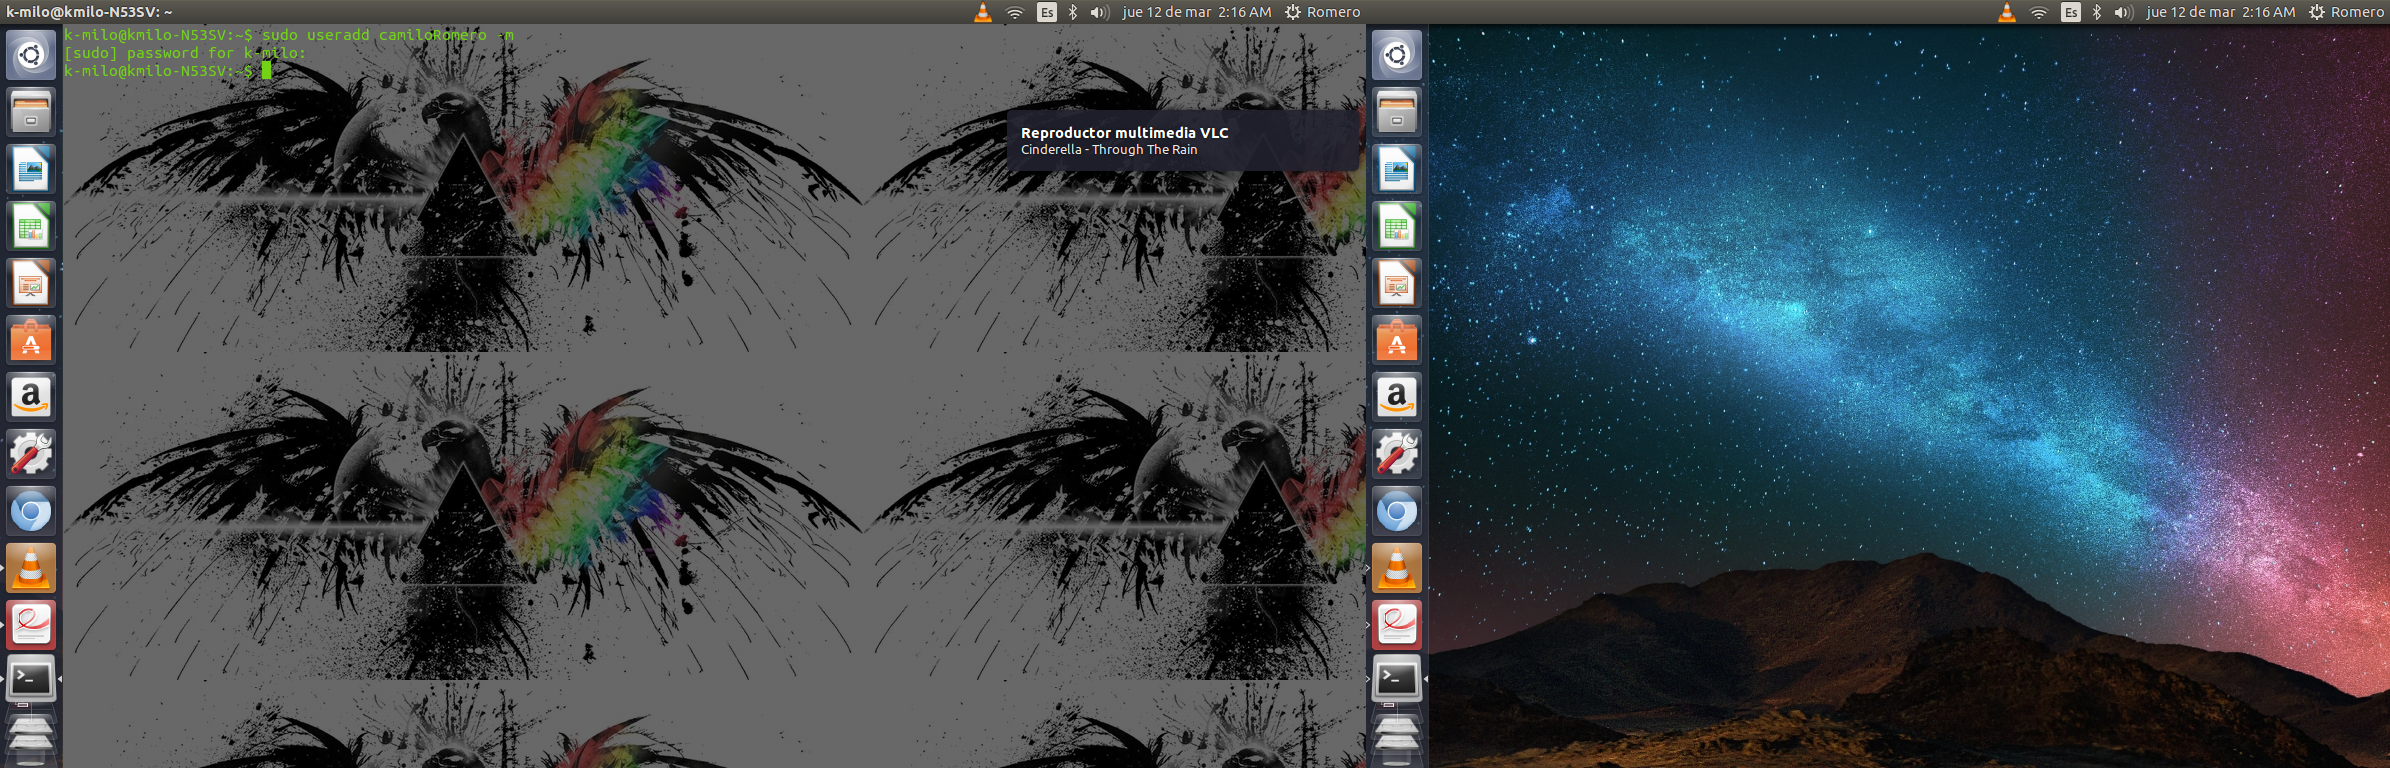 k-milo@kmilo-N53SV: ~
Es
jue 12 de mar 2:16 AM
Romero
Es
jue 12 de mar 2:16 AM
Romero
k-milo@kmilo-N53SV:~$ sudo useradd camiloRomero -m
[sudo] password for k-milo:
k-milo@kmilo-N53SV:~$
Reproductor multimedia VLC
Cinderella - Through The Rain